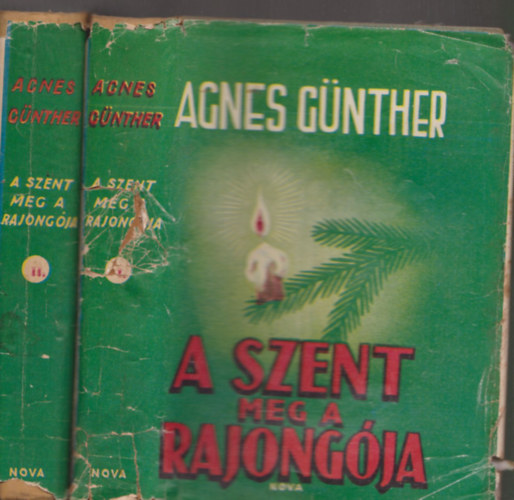 AGNES
GÜNTHER
A SZENT
MEG A
RAJONGÓJA
II.
NOVA
AGNES
GÜNTHER
A SZENT
MEG A
RAJONGÓJA
I.
NOVA
AGNES GÜNTHER
A SZENT
MEG A
RAJONGÓJA
NOVA